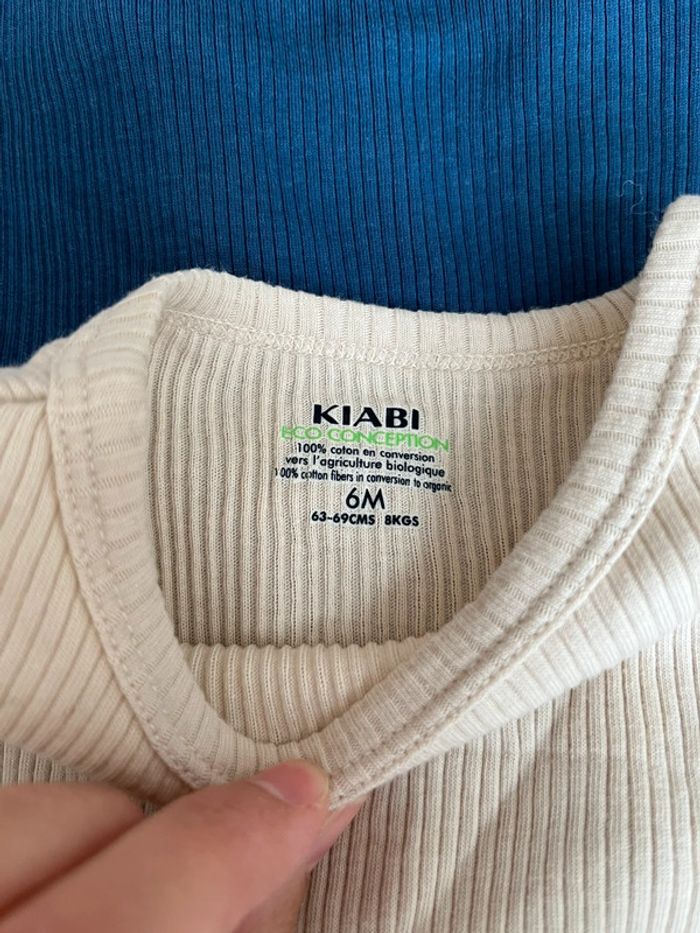 KIABI
ECO CONCEPTION
100% coton en conversion
vers l'agriculture biologique
100% cotton fibers in conversion to organic
6M
63-69CMS 8KGS